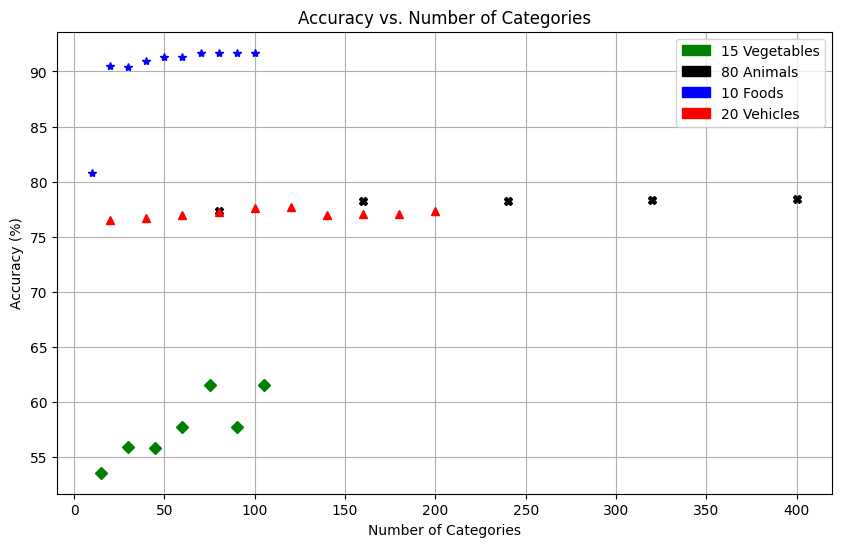 Accuracy vs. Number of Categories
15 Vegetables
80 Animals
10 Foods
20 Vehicles
Accuracy (%)
90
85
80
75
70
65
60
55
0 50 100 150 200 250 300 350 400
Number of Categories